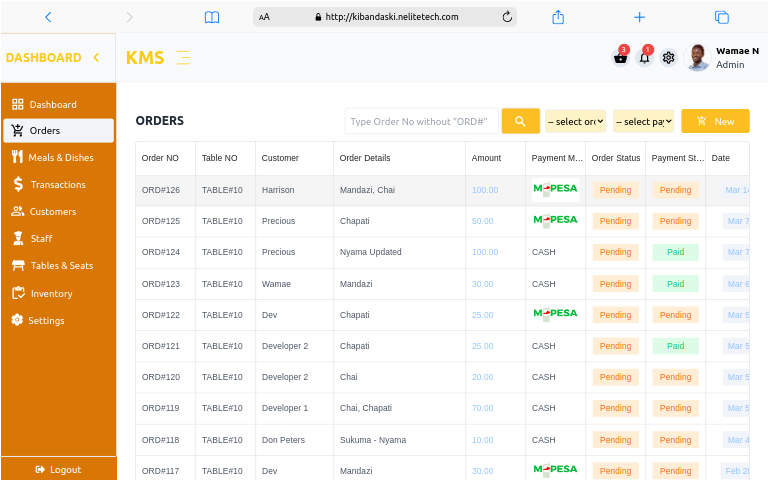 AA http://kibandaski.nelitetech.com
DASHBOARD KMS 3 1 Wamae N
Admin
Dashboard
Orders
Meals & Dishes
Transactions
Customers
Staff
Tables & Seats
Inventory
Settings
Logout
ORDERS Type Order No without "ORD#" -- select -- select New
Order NO Table NO Customer Order Details Amount Payment M... Order Status Payment St... Date
ORD#126 TABLE#10 Harrison Mandazi, Chai 100.00 M-PESA Pending Pending Mar
ORD#125 TABLE#10 Precious Chapati 50.00 M-PESA Pending Pending Mar 7
ORD#124 TABLE#10 Precious Nyama Updated 100.00 CASH Pending Paid Mar 7
ORD#123 TABLE#10 Wamae Mandazi 30.00 CASH Pending Paid Mar 6
ORD#122 TABLE#10 Dev Chapati 25.00 M-PESA Pending Pending Mar 5
ORD#121 TABLE#10 Developer 2 Chapati 25.00 CASH Pending Paid Mar 5
ORD#120 TABLE#10 Developer 2 Chai 20.00 CASH Pending Pending Mar 5
ORD#119 TABLE#10 Developer 1 Chai, Chapati 70.00 CASH Pending Pending Mar 5
ORD#118 TABLE#10 Don Peters Sukuma - Nyama 10.00 CASH Pending Pending Mar 4
ORD#117 TABLE#10 Dev Mandazi 30.00 M-PESA Pending Pending Feb